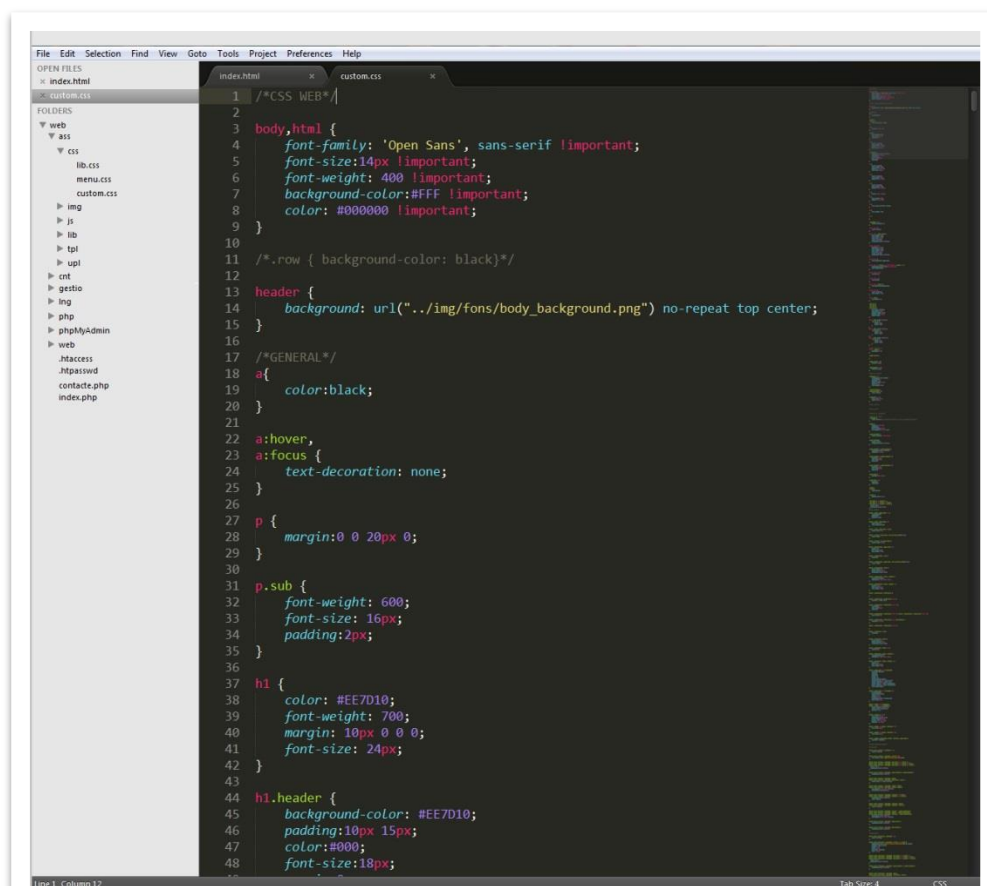 File Edit Selection Find View Goto Tools Project Preferences Help
OPEN FILES
× index.html
× custom.css
FOLDERS
web
ass
css
lib.css
menu.css
custom.css
img
js
lib
tpl
upl
cnt
gestio
lng
php
phpMyAdmin
web
.htaccess
.htpasswd
contacte.php
index.php
index.html × custom.css ×
1 /*CSS WEB*/
2
3 body,html {
4 font-family: 'Open Sans', sans-serif !important;
5 font-size:14px !important;
6 font-weight: 400 !important;
7 background-color:#FFF !important;
8 color: #000000 !important;
9 }
10
11 /*.row { background-color: black}*/
12
13 header {
14 background: url("../img/fons/body_background.png") no-repeat top center;
15 }
16
17 /*GENERAL*/
18 a{
19 color:black;
20 }
21
22 a:hover,
23 a:focus {
24 text-decoration: none;
25 }
26
27 p {
28 margin:0 0 20px 0;
29 }
30
31 p.sub {
32 font-weight: 600;
33 font-size: 16px;
34 padding:2px;
35 }
36
37 h1 {
38 color: #EE7D10;
39 font-weight: 700;
40 margin: 10px 0 0 0;
41 font-size: 24px;
42 }
43
44 h1.header {
45 background-color: #EE7D10;
46 padding:10px 15px;
47 color:#000;
48 font-size:18px;
Line 1, Column 12 Tab Size: 4 CSS